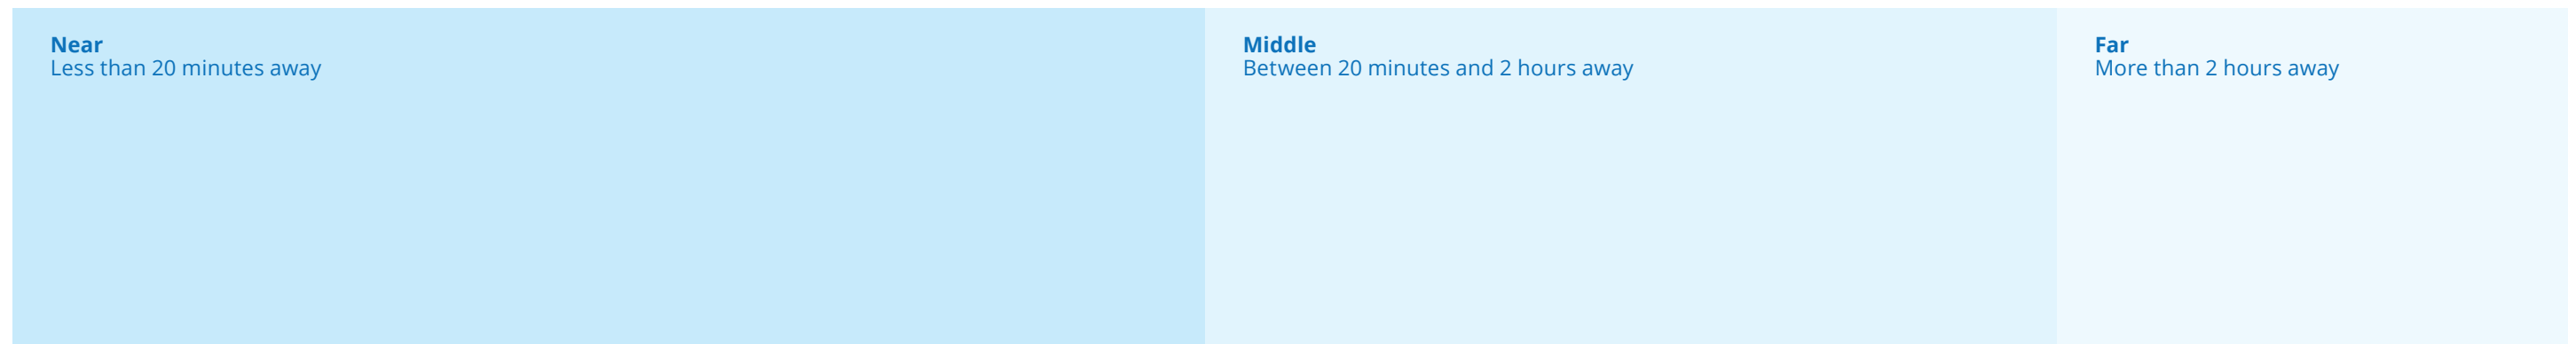 Near
Less than 20 minutes away
Middle
Between 20 minutes and 2 hours away
Far
More than 2 hours away